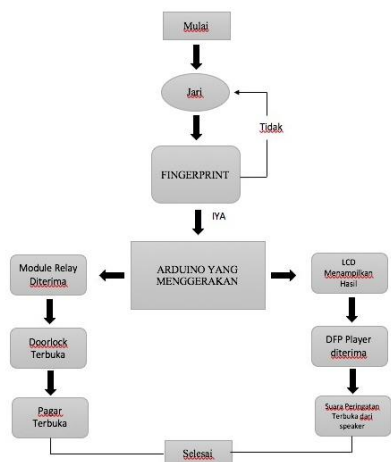 Mulai
Jari
Tidak
FINGERPRINT
IYA
ARDUINO YANG
MENGGERAKAN
Module Relay
Diterima
Doorlock
Terbuka
Pagar
Terbuka
LCD
Menampilkan
Hasil
DFP Player
diterima
Suara Peringatan
Terbuka dari
speaker
Selesai